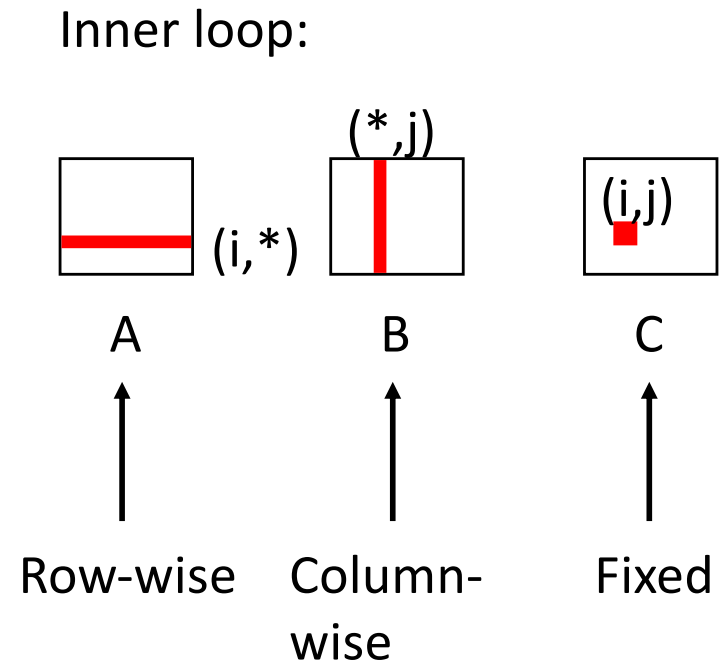 Inner loop:
(*,j)
(i,j)
(i,*)
A
B
C
Row-wise
Column-
wise
Fixed